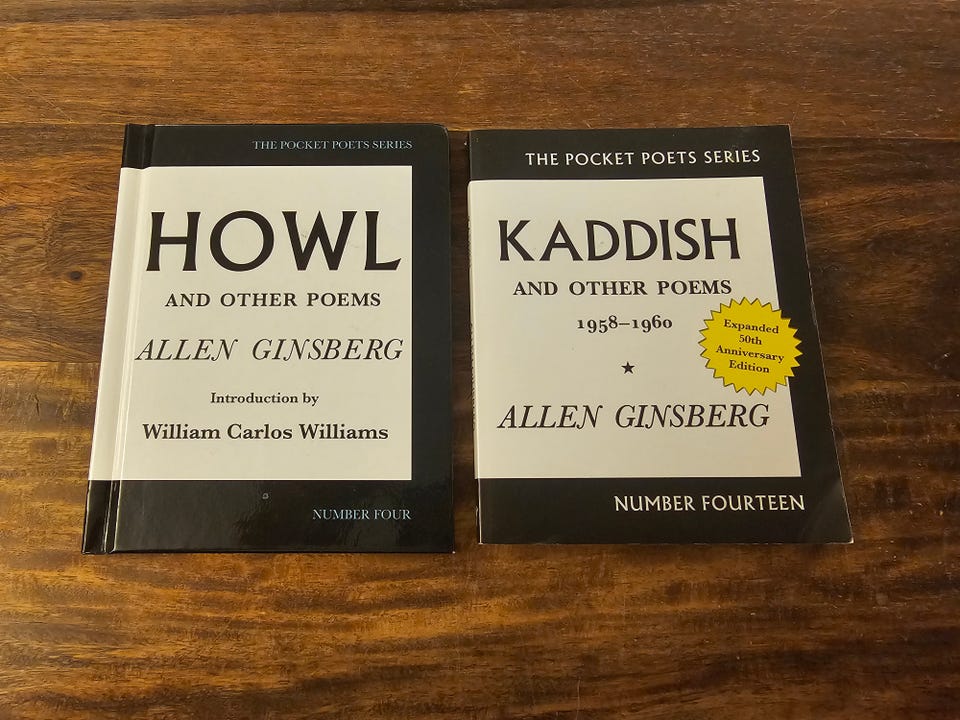 THE POCKET POETS SERIES
HOWL
AND OTHER POEMS
ALLEN GINSBERG
Introduction by
William Carlos Williams
NUMBER FOUR
THE POCKET POETS SERIES
KADDISH
AND OTHER POEMS
1958–1960
Expanded
50th
Anniversary
Edition
ALLEN GINSBERG
NUMBER FOURTEEN